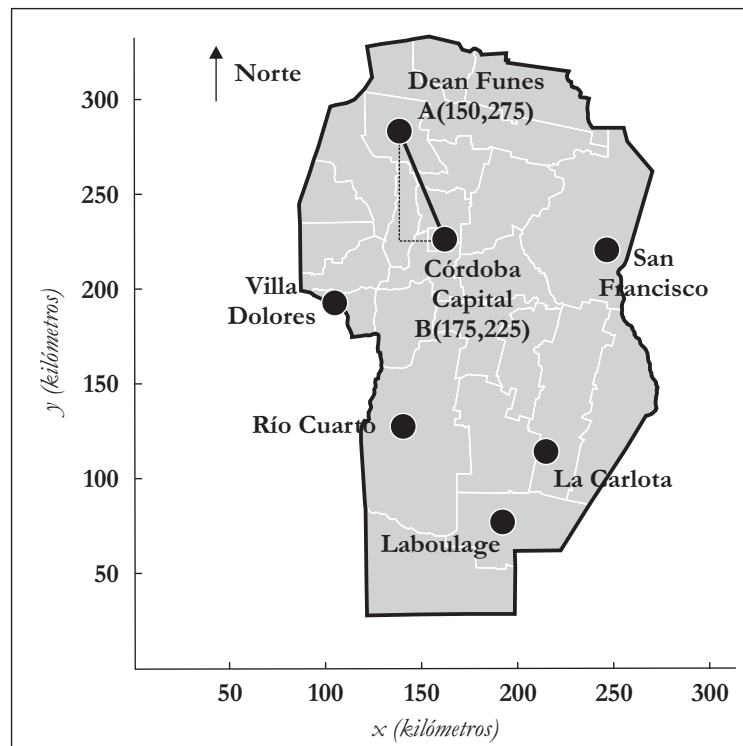 Norte
Dean Funes
A(150,275)
Córdoba
Capital
B(175,225)
San
Francisco
Villa
Dolores
Río Cuarto
La Carlota
Laboulage
300
250
200
150
100
50
y (kilómetros)
50 100 150 200 250 300
x (kilómetros)